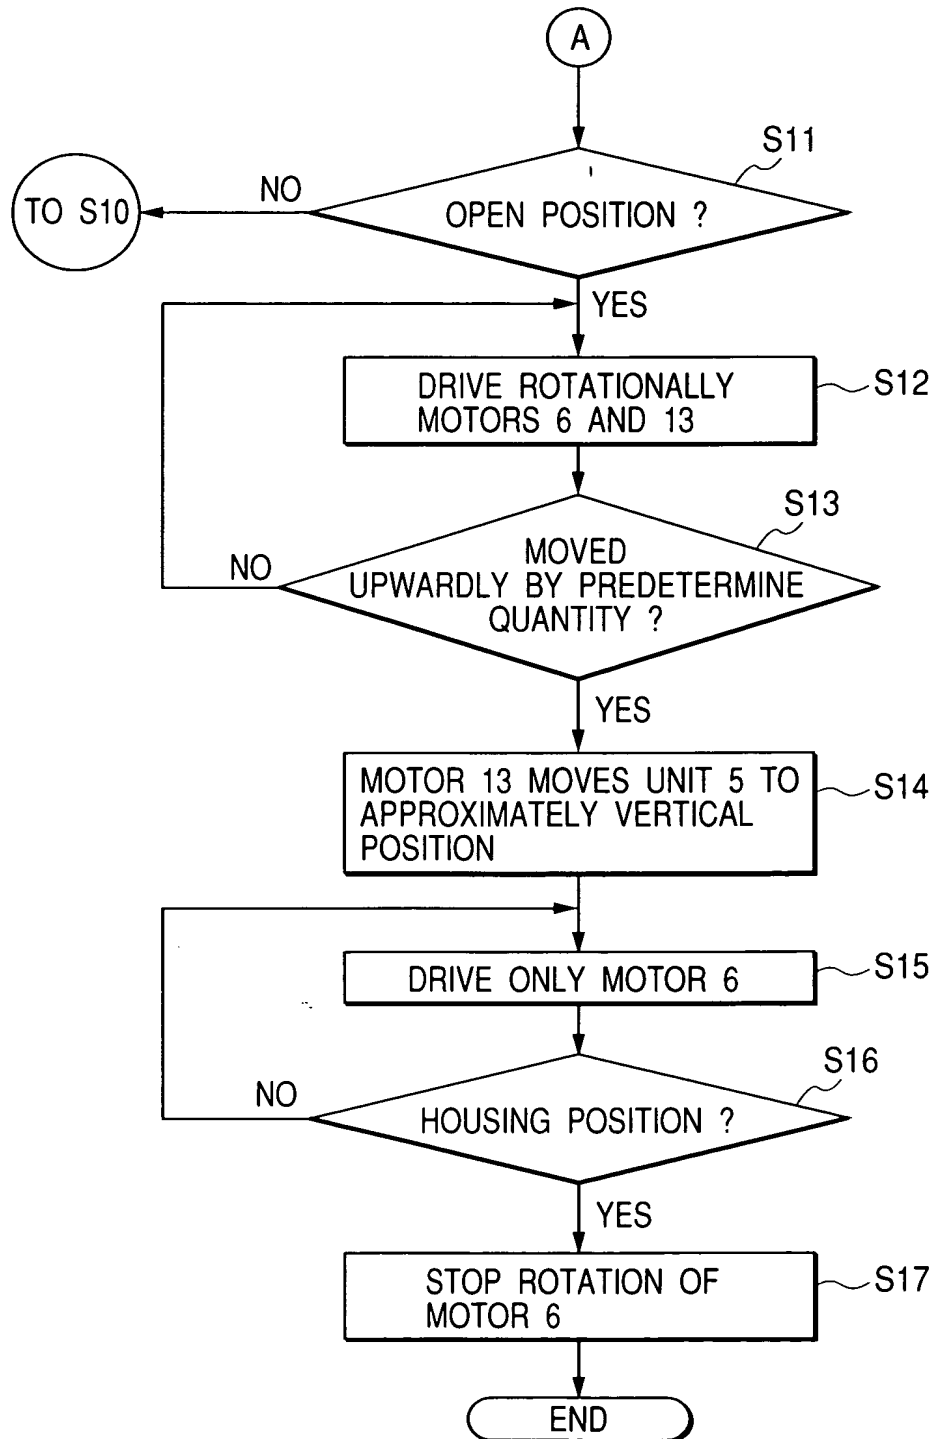 A
S11
TO S10
NO
OPEN POSITION ?
YES
DRIVE ROTATIONALLY
MOTORS 6 AND 13
S12
S13
MOVED
UPWARDLY BY PREDETERMINE
QUANTITY ?
NO
YES
MOTOR 13 MOVES UNIT 5 TO
APPROXIMATELY VERTICAL
POSITION
S14
DRIVE ONLY MOTOR 6
S15
S16
NO
HOUSING POSITION ?
YES
STOP ROTATION OF
MOTOR 6
S17
END